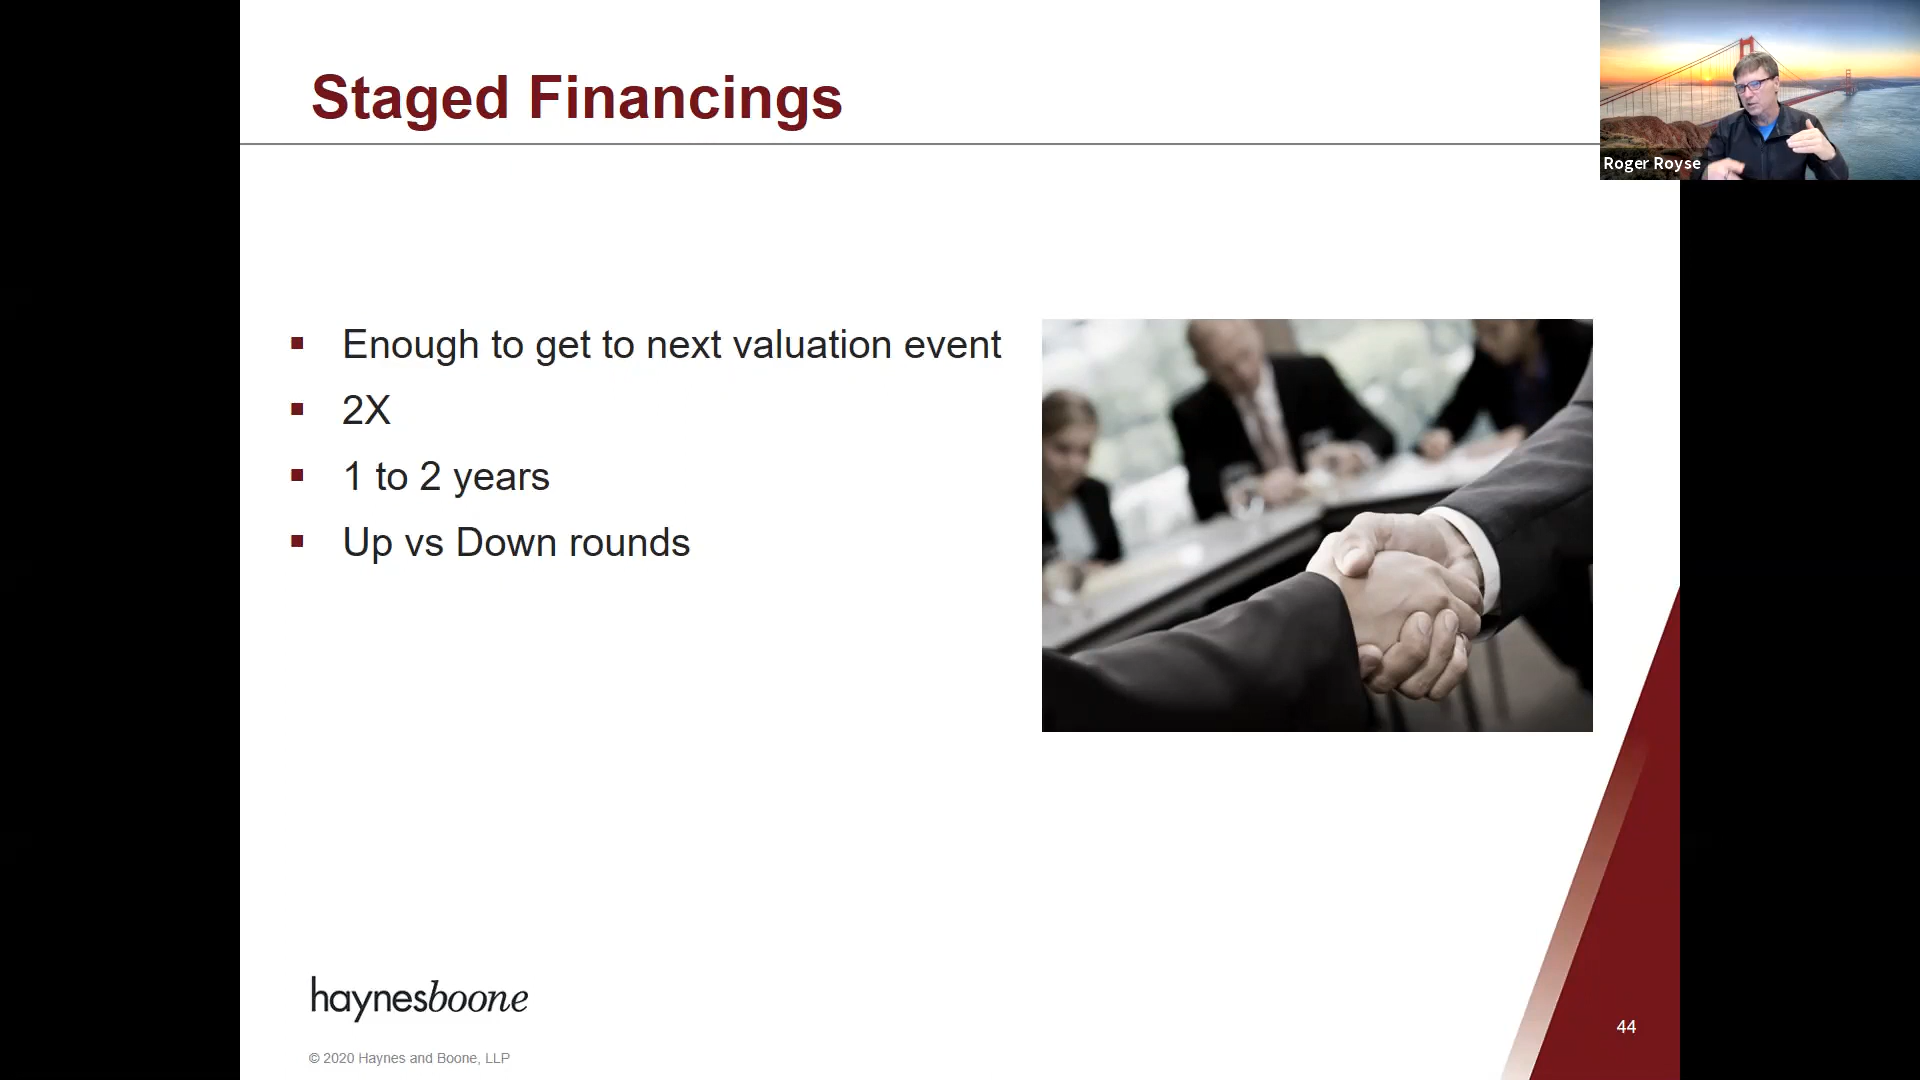 Staged Financings
Roger Royse
Enough to get to next valuation event
2X
1 to 2 years
Up vs Down rounds
haynesboone
44
© 2020 Haynes and Boone, LLP